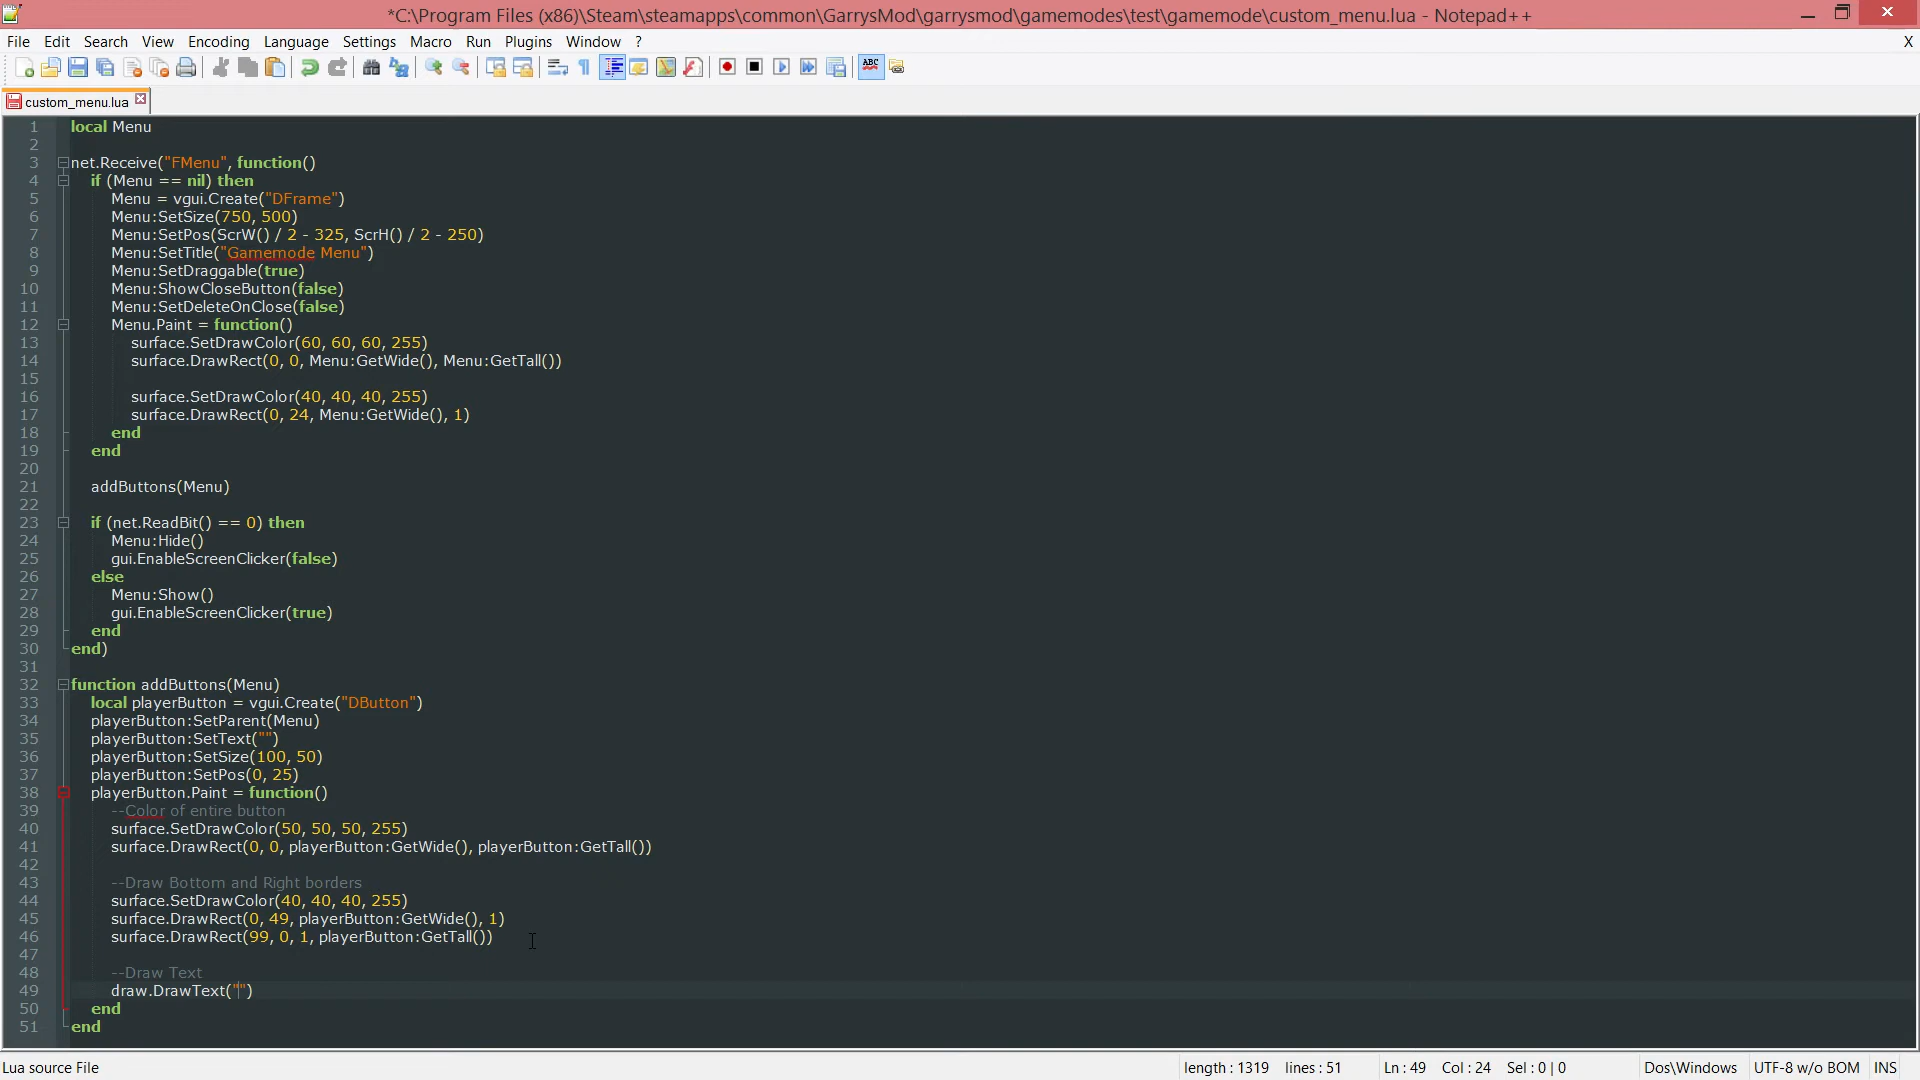 *C:\Program Files (x86)\Steam\steamapps\common\GarrysMod\garrysmod\gamemodes\test\gamemode\custom_menu.lua - Notepad++
File Edit Search View Encoding Language Settings Macro Run Plugins Window ? X
ABC
custom_menu.lua
1 local Menu
2
3 net.Receive("FMenu", function()
4 if (Menu == nil) then
5 Menu = vgui.Create("DFrame")
6 Menu:SetSize(750, 500)
7 Menu:SetPos(ScrW() / 2 - 325, ScrH() / 2 - 250)
8 Menu:SetTitle("Gamemode Menu")
9 Menu:SetDraggable(true)
10 Menu:ShowCloseButton(false)
11 Menu:SetDeleteOnClose(false)
12 Menu.Paint = function()
13 surface.SetDrawColor(60, 60, 60, 255)
14 surface.DrawRect(0, 0, Menu:GetWide(), Menu:GetTall())
15
16 surface.SetDrawColor(40, 40, 40, 255)
17 surface.DrawRect(0, 24, Menu:GetWide(), 1)
18 end
19 end
20
21 addButtons(Menu)
22
23 if (net.ReadBit() == 0) then
24 Menu:Hide()
25 gui.EnableScreenClicker(false)
26 else
27 Menu:Show()
28 gui.EnableScreenClicker(true)
29 end
30 end)
31
32 function addButtons(Menu)
33 local playerButton = vgui.Create("DButton")
34 playerButton:SetParent(Menu)
35 playerButton:SetText("")
36 playerButton:SetSize(100, 50)
37 playerButton:SetPos(0, 25)
38 playerButton.Paint = function()
39 --Color of entire button
40 surface.SetDrawColor(50, 50, 50, 255)
41 surface.DrawRect(0, 0, playerButton:GetWide(), playerButton:GetTall())
42
43 --Draw Bottom and Right borders
44 surface.SetDrawColor(40, 40, 40, 255)
45 surface.DrawRect(0, 49, playerButton:GetWide(), 1)
46 surface.DrawRect(99, 0, 1, playerButton:GetTall())
47
48 --Draw Text
49 draw.DrawText("")
50 end
51 end
Lua source File length : 1319 lines : 51 Ln : 49 Col : 24 Sel : 0 | 0 Dos\Windows UTF-8 w/o BOM INS